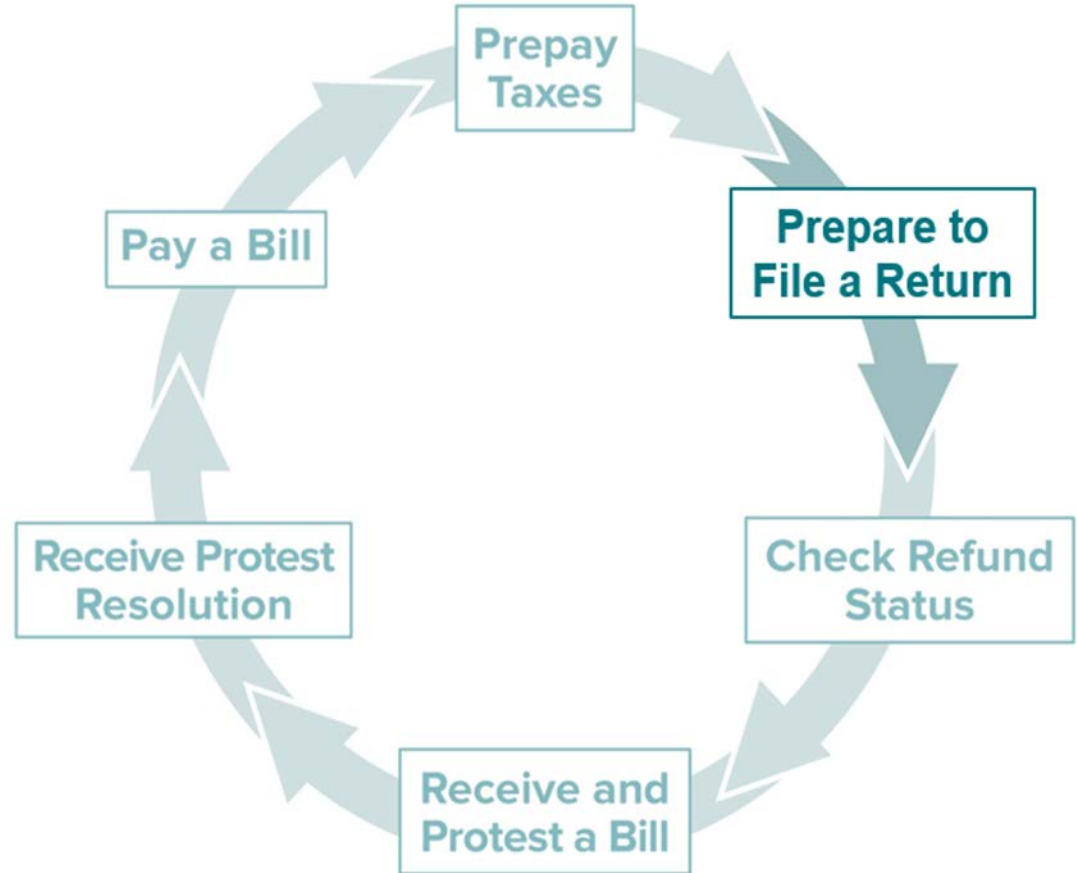 Prepay
Taxes
Prepare to
File a Return
Check Refund
Status
Receive and
Protest a Bill
Receive Protest
Resolution
Pay a Bill